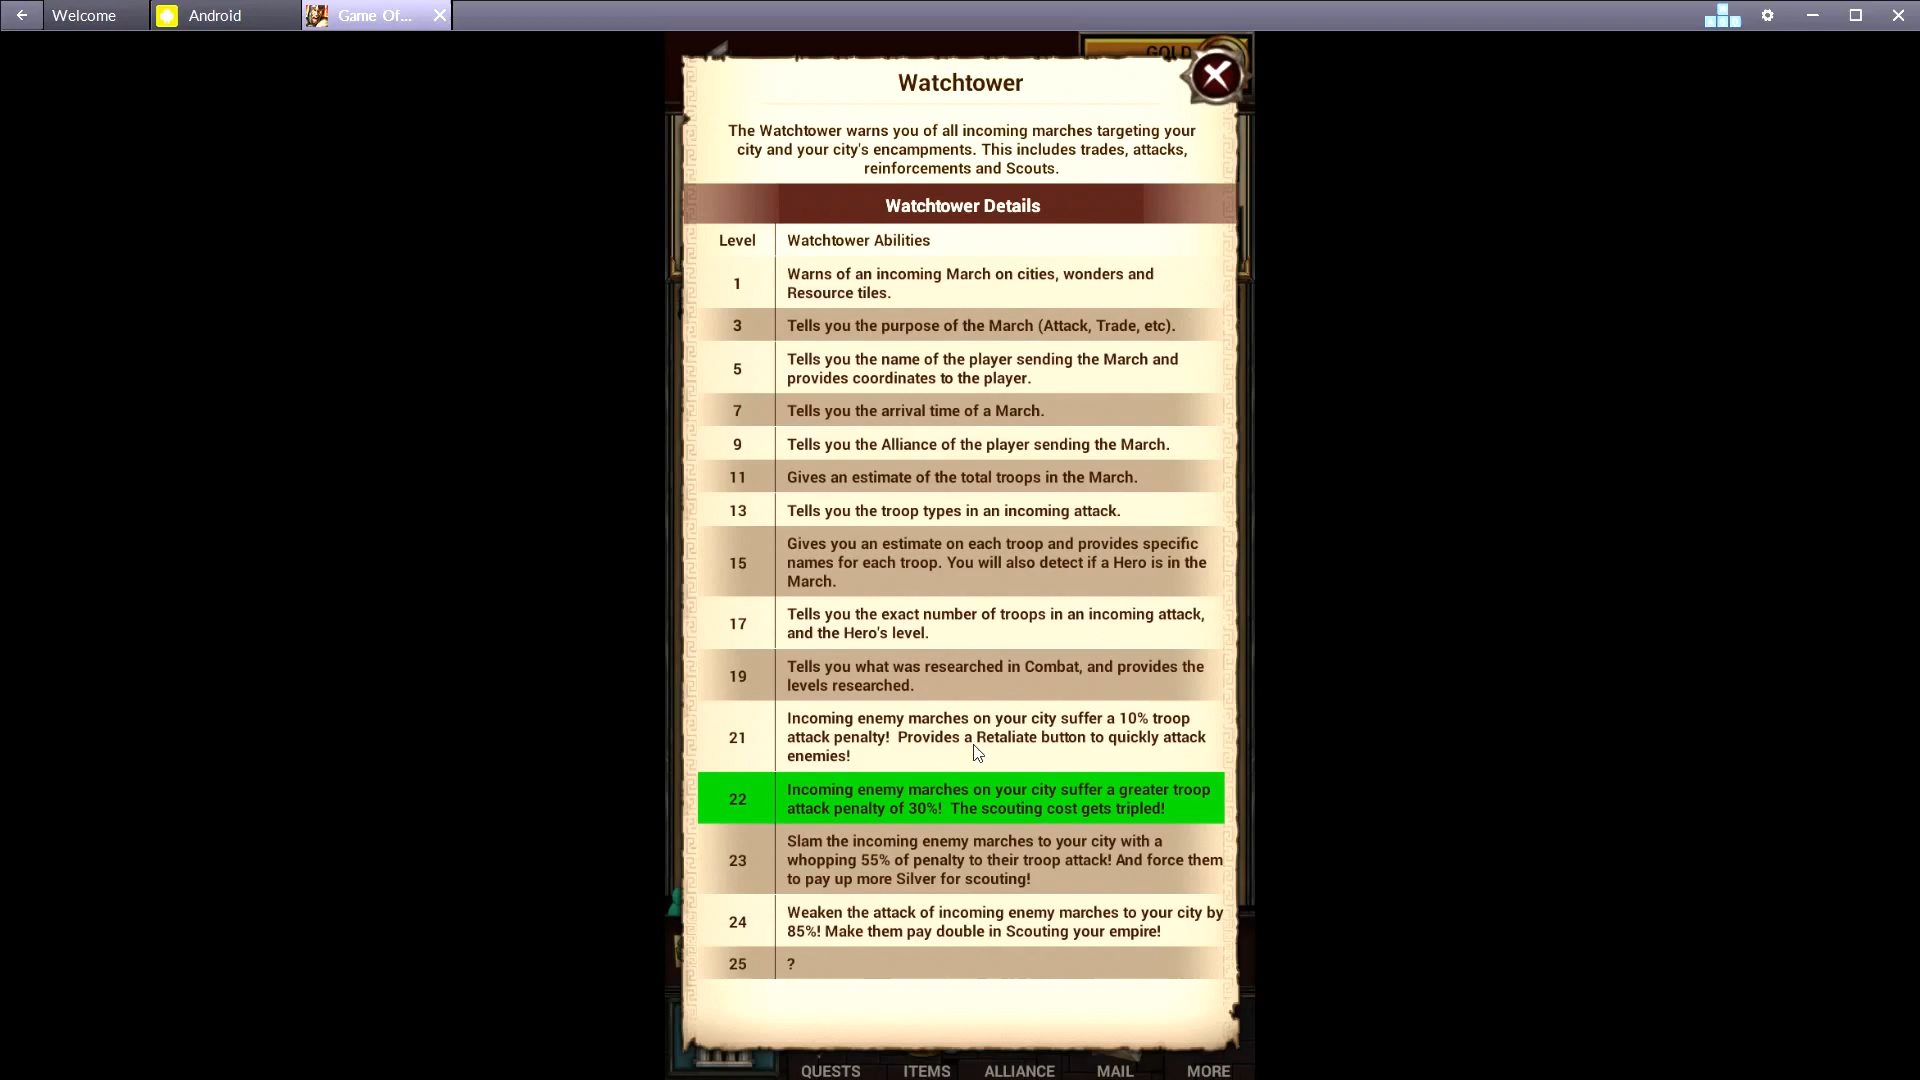 Welcome
Android
Game Of...
GOLD
Watchtower
The Watchtower warns you of all incoming marches targeting your
city and your city's encampments. This includes trades, attacks,
reinforcements and Scouts.
Watchtower Details
Level Watchtower Abilities
1 Warns of an incoming March on cities, wonders and
Resource tiles.
3 Tells you the purpose of the March (Attack, Trade, etc).
5 Tells you the name of the player sending the March and
provides coordinates to the player.
7 Tells you the arrival time of a March.
9 Tells you the Alliance of the player sending the March.
11 Gives an estimate of the total troops in the March.
13 Tells you the troop types in an incoming attack.
15 Gives you an estimate on each troop and provides specific
names for each troop. You will also detect if a Hero is in the
March.
17 Tells you the exact number of troops in an incoming attack,
and the Hero's level.
19 Tells you what was researched in Combat, and provides the
levels researched.
21 Incoming enemy marches on your city suffer a 10% troop
attack penalty!  Provides a Retaliate button to quickly attack
enemies!
22 Incoming enemy marches on your city suffer a greater troop
attack penalty of 30%!  The scouting cost gets tripled!
23 Slam the incoming enemy marches to your city with a
whopping 55% of penalty to their troop attack! And force them
to pay up more Silver for scouting!
24 Weaken the attack of incoming enemy marches to your city by
85%! Make them pay double in Scouting your empire!
25 ?
QUESTS ITEMS ALLIANCE MAIL MORE